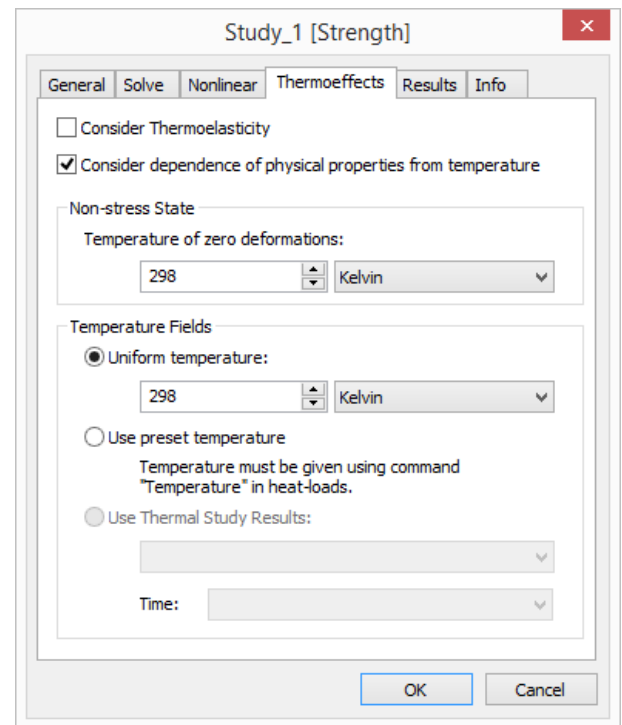 Study_1 [Strength]
General Solve Nonlinear Thermoeffects Results Info
Consider Thermoelasticity
Consider dependence of physical properties from temperature
Non-stress State
Temperature of zero deformations:
298 Kelvin
Temperature Fields
Uniform temperature:
298 Kelvin
Use preset temperature
Temperature must be given using command
"Temperature" in heat-loads.
Use Thermal Study Results:
Time:
OK Cancel